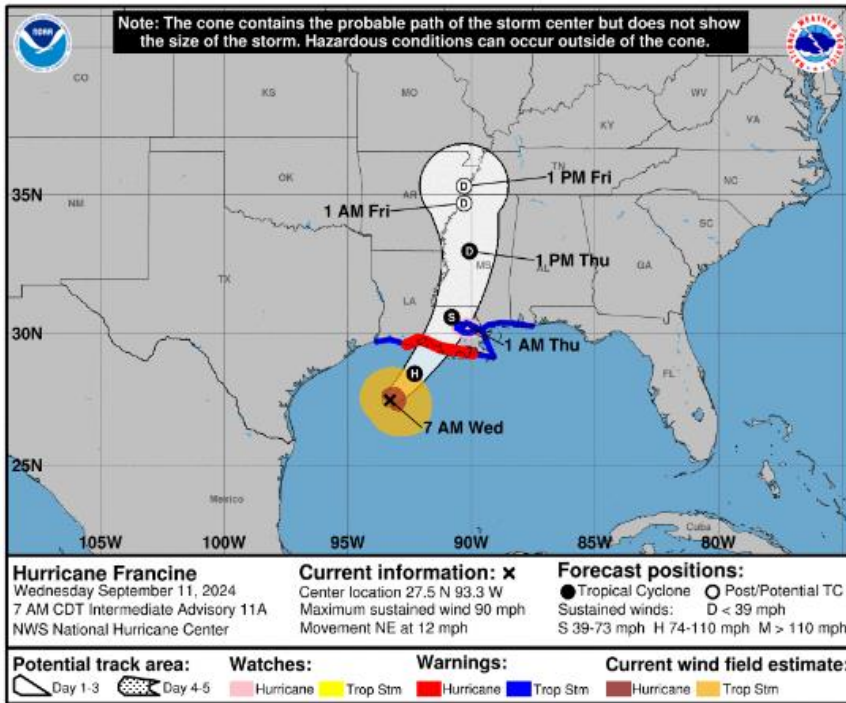 Note: The cone contains the probable path of the storm center but does not show
the size of the storm. Hazardous conditions can occur outside of the cone.
NOAA
CO
KS
MO
WV
VA
KY
OK
TN
NC
35N
1 PM Fri
D
AR
NM
1 AM Fri
D
SC
D
1 PM Thu
MS
AL
GA
TX
LA
S
30N
1 AM Thu
H
FL
7 AM Wed
25N
Mexico
Cuba
105W
100W
95W
90W
85W
80W
Hurricane Francine
Wednesday September 11, 2024
7 AM CDT Intermediate Advisory 11A
NWS National Hurricane Center
Current information: ×
Center location 27.5 N 93.3 W
Maximum sustained wind 90 mph
Movement NE at 12 mph
Forecast positions:
Tropical Cyclone Post/Potential TC
Sustained winds: D < 39 mph
S 39-73 mph H 74-110 mph M > 110 mph
Potential track area:
Day 1-3 Day 4-5
Watches:
Hurricane Trop Stm
Warnings:
Hurricane Trop Stm
Current wind field estimate:
Hurricane Trop Stm